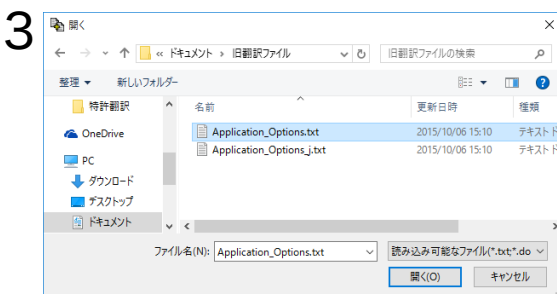 3
開く
« ドキュメント › 旧翻訳ファイル
旧翻訳ファイルの検索
整理 ▼ 新しいフォルダー
特許翻訳
OneDrive
PC
ダウンロード
デスクトップ
ドキュメント
名前 更新日時 種類
Application_Options.txt 2015/10/06 15:10 テキスト ド
Application_Options_j.txt 2015/10/06 15:10 テキスト ド
ファイル名(N): Application_Options.txt 読み込み可能なファイル(*.txt;*.do
開く(O) キャンセル